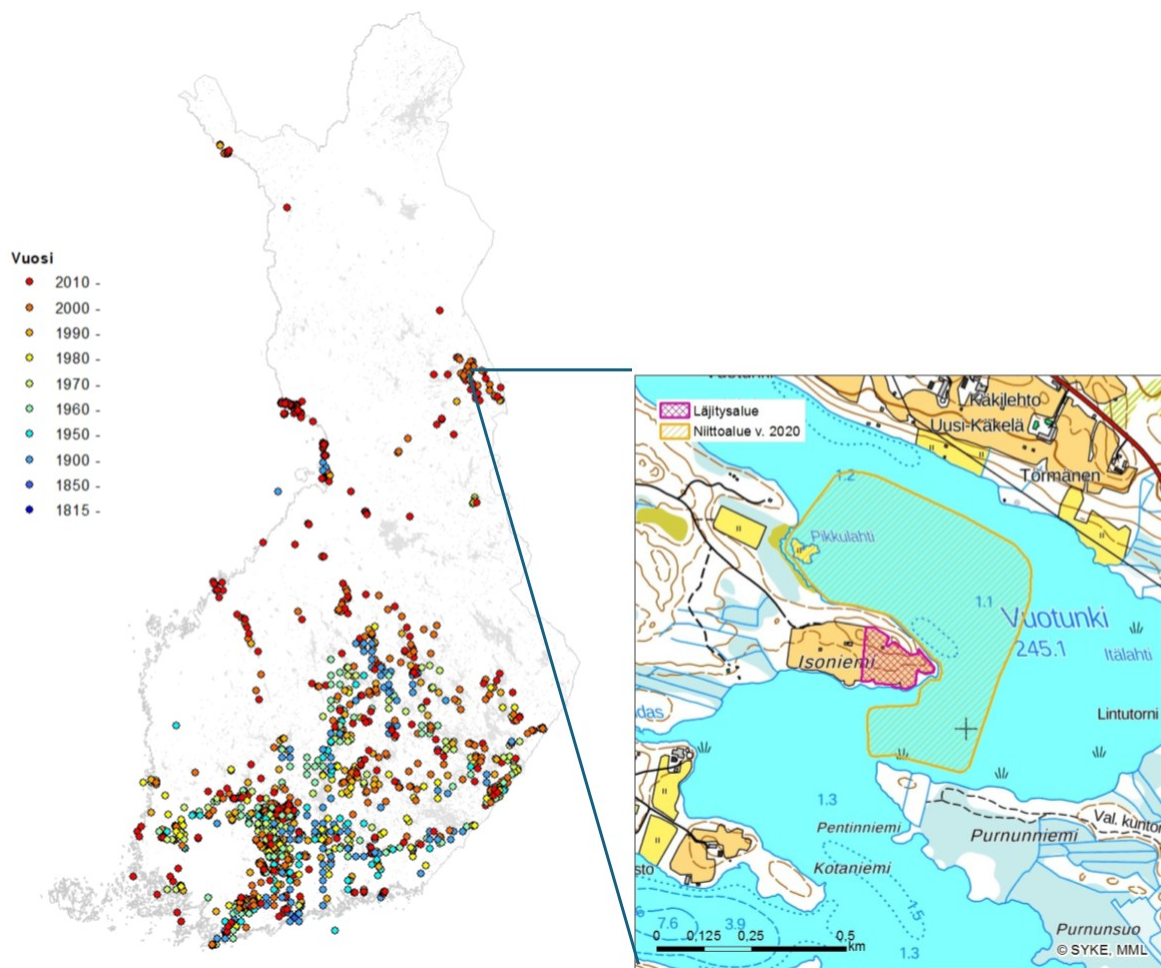 Vuosi
2010 -
2000 -
1990 -
1980 -
1970 -
1960 -
1950 -
1900 -
1850 -
1815 -
Läjitysalue
Niittoalue v. 2020
Käkilehto
Uusi-Käkelä
Törmänen
1.2
Pikkulahti
1.1
Vuotunki
245.1
Itälahti
Isoniemi
Lintutorni
1.3
Pentinniemi
Kotaniemi
Purnunniemi
Val. kuntor
1.5
7.6
3.9
1.3
Purnunsuo
0 0,125 0,25 0,5
km
© SYKE, MML